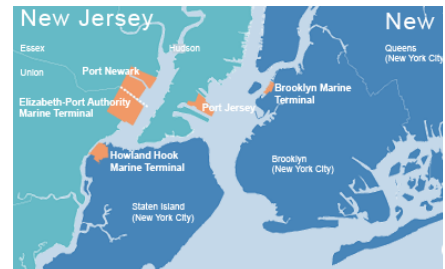 New Jersey
New
Essex
Hudson
Queens
(New York City)
Union
Port Newark
Brooklyn Marine
Terminal
Elizabeth-Port Authority
Marine Terminal
Port Jersey
Howland Hook
Marine Terminal
Brooklyn
(New York City)
Staten Island
(New York City)